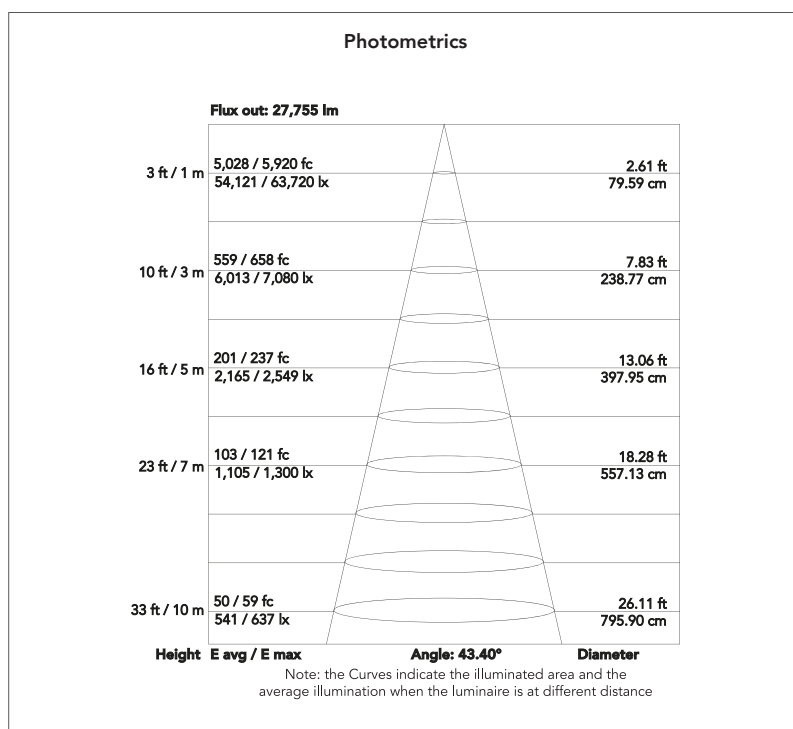 Photometrics
Flux out: 27,755 lm
3 ft / 1 m
5,028 / 5,920 fc
54,121 / 63,720 lx
2.61 ft
79.59 cm
10 ft / 3 m
559 / 658 fc
6,013 / 7,080 lx
7.83 ft
238.77 cm
16 ft / 5 m
201 / 237 fc
2,165 / 2,549 lx
13.06 ft
397.95 cm
23 ft / 7 m
103 / 121 fc
1,105 / 1,300 lx
18.28 ft
557.13 cm
33 ft / 10 m
50 / 59 fc
541 / 637 lx
26.11 ft
795.90 cm
Height E avg / E max Angle: 43.40° Diameter
Note: the Curves indicate the illuminated area and the
average illumination when the luminaire is at different distance